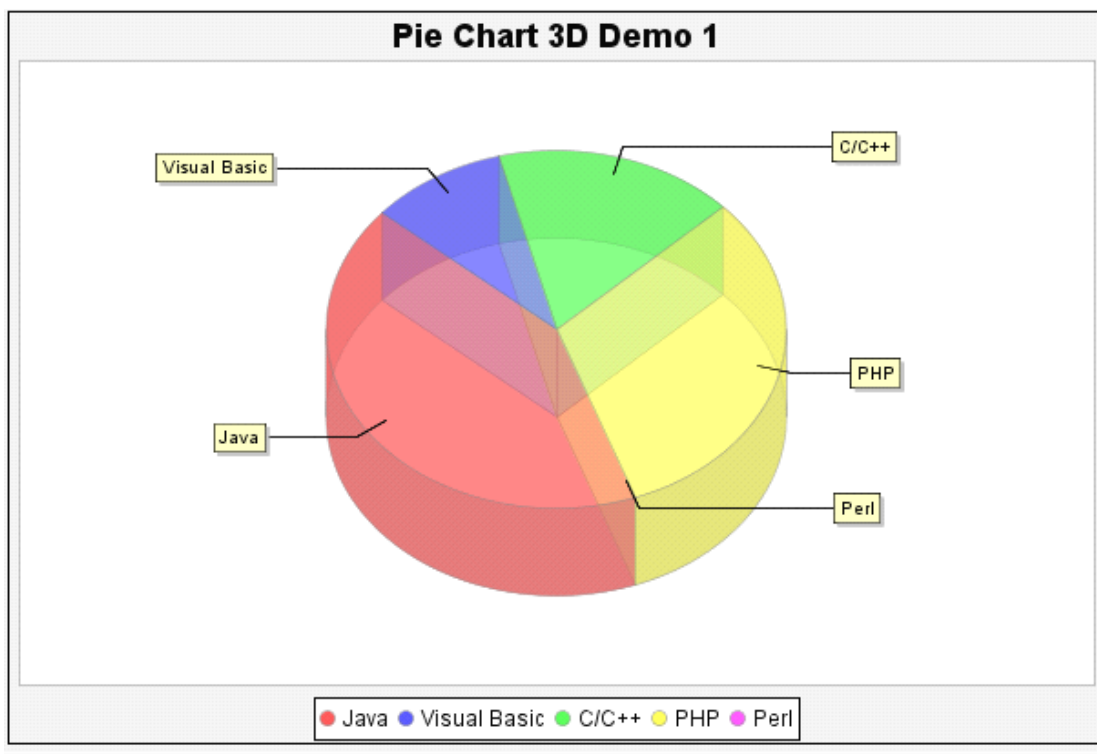 Pie Chart 3D Demo 1
C/C++
Visual Basic
PHP
Java
Perl
Java Visual Basic C/C++ PHP Perl